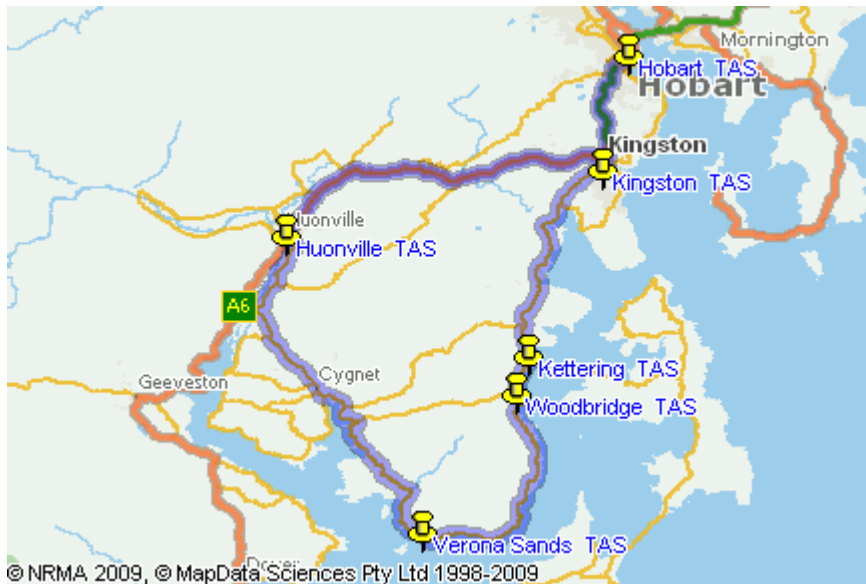 Mornington
Hobart TAS
Hobart
Kingston
Kingston TAS
uonville
Huonville TAS
A6
Kettering TAS
Geeveston
Cygnet
Woodbridge TAS
Verona Sands TAS
© NRMA 2009, © MapData Sciences Pty Ltd 1998-2009